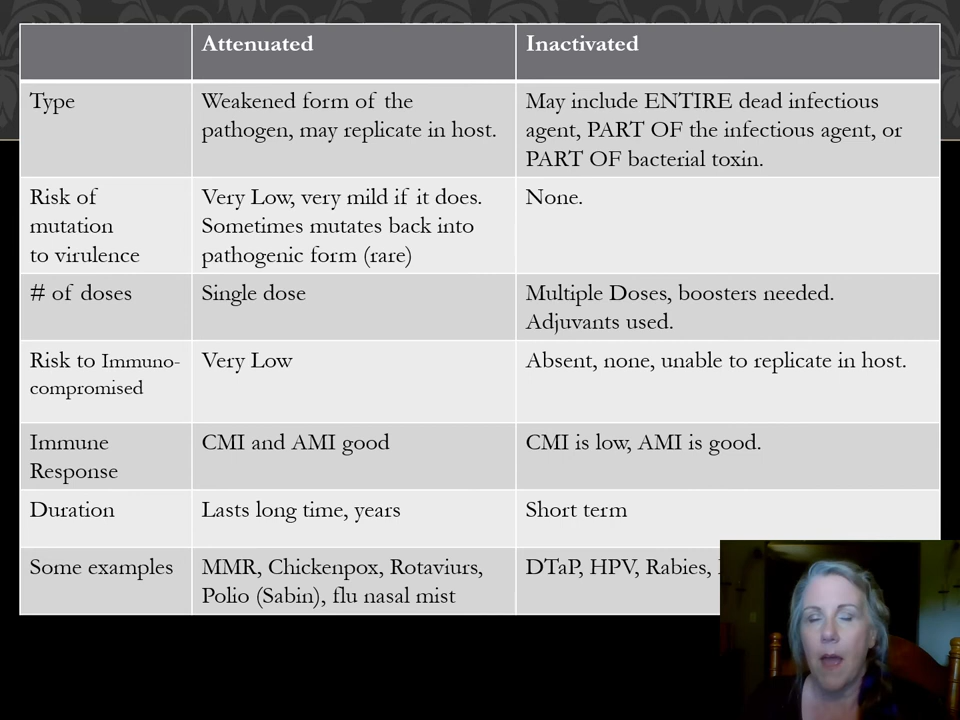 Attenuated
Inactivated
Type
Weakened form of the
pathogen, may replicate in host.
May include ENTIRE dead infectious
agent, PART OF the infectious agent, or
PART OF bacterial toxin.
Risk of
mutation
to virulence
Very Low, very mild if it does.
Sometimes mutates back into
pathogenic form (rare)
None.
# of doses
Single dose
Multiple Doses, boosters needed.
Adjuvants used.
Risk to Immuno-
compromised
Very Low
Absent, none, unable to replicate in host.
Immune
Response
CMI and AMI good
CMI is low, AMI is good.
Duration
Lasts long time, years
Short term
Some examples
MMR, Chickenpox, Rotaviurs,
Polio (Sabin), flu nasal mist
DTaP, HPV, Rabies,